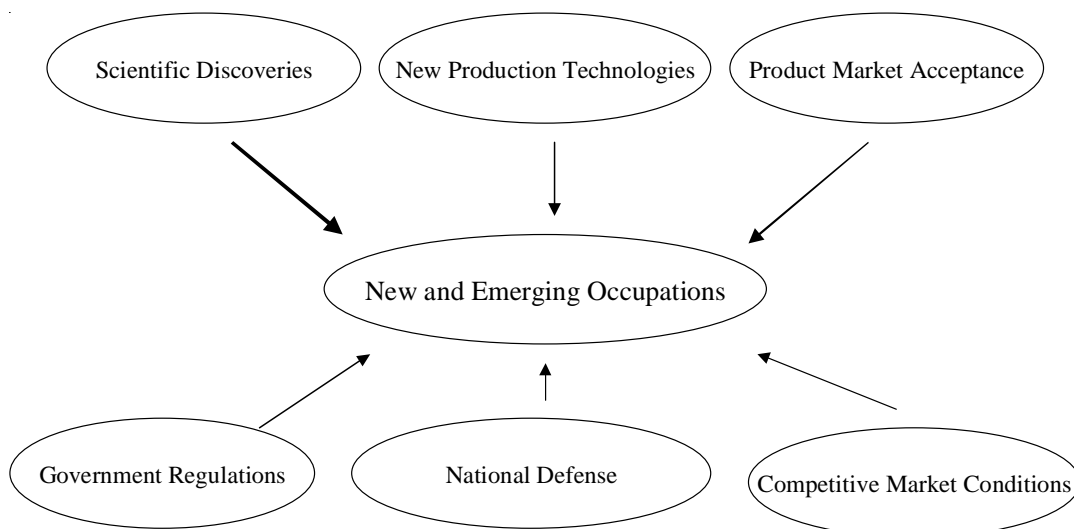 Scientific Discoveries
New Production Technologies
Product Market Acceptance
New and Emerging Occupations
Government Regulations
National Defense
Competitive Market Conditions